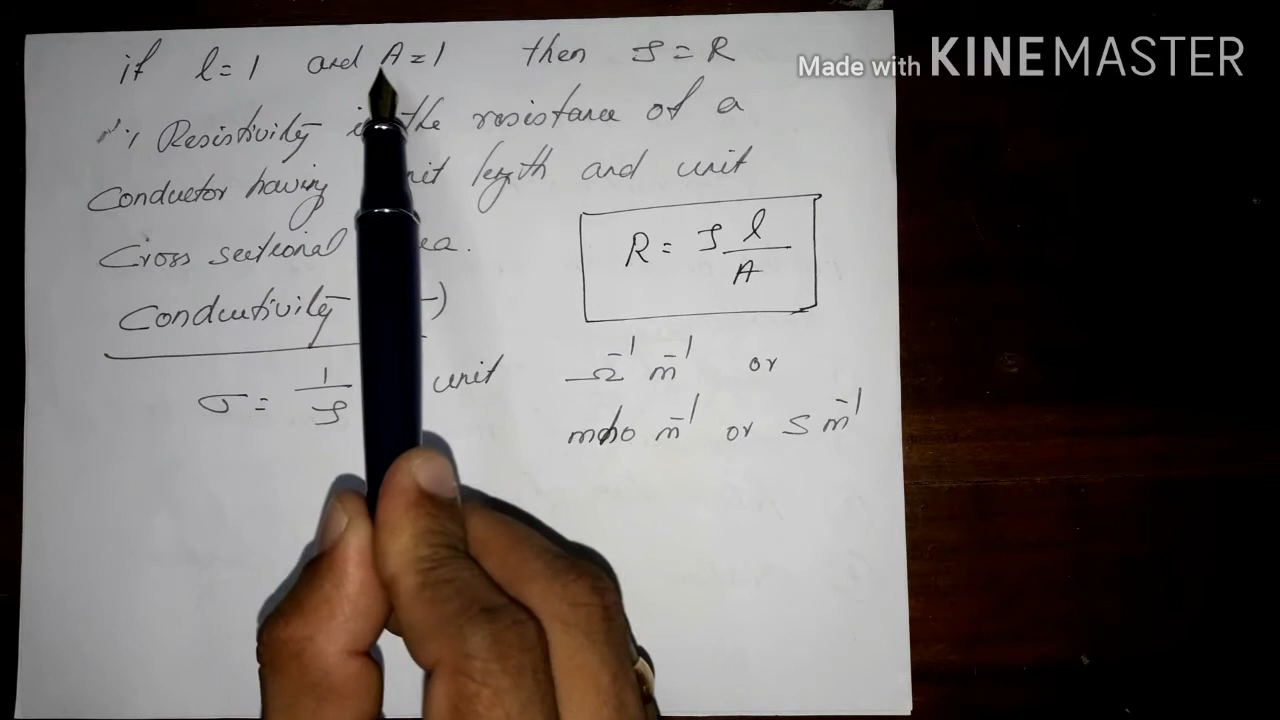 if l = 1 and A = 1 then ρ = R
Made with KINEMASTER
∴ Resistivity is the resistance of a
Conductor having unit length and unit
Cross sectional area.
R = ρ l/A
Conductivity
σ = 1/ρ unit Ω⁻¹ m⁻¹ or
mho m⁻¹ or S m⁻¹